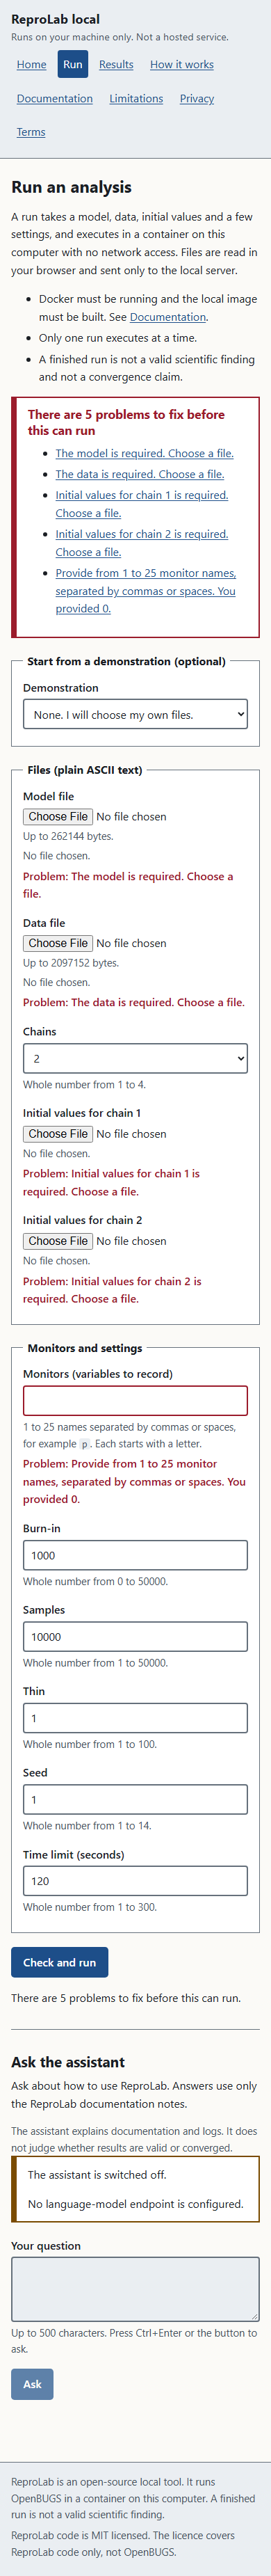 ReproLab local
Runs on your machine only. Not a hosted service.
Home Run Results How it works
Documentation Limitations Privacy
Terms
Run an analysis
A run takes a model, data, initial values and a few
settings, and executes in a container on this
computer with no network access. Files are read in
your browser and sent only to the local server.
• Docker must be running and the local image
must be built. See Documentation.
• Only one run executes at a time.
• A finished run is not a valid scientific finding
and not a convergence claim.
There are 5 problems to fix before
this can run
• The model is required. Choose a file.
• The data is required. Choose a file.
• Initial values for chain 1 is required.
Choose a file.
• Initial values for chain 2 is required.
Choose a file.
• Provide from 1 to 25 monitor names,
separated by commas or spaces. You
provided 0.
Start from a demonstration (optional)
Demonstration
None. I will choose my own files.
Files (plain ASCII text)
Model file
Choose File No file chosen
Up to 262144 bytes.
No file chosen.
Problem: The model is required. Choose a
file.
Data file
Choose File No file chosen
Up to 2097152 bytes.
No file chosen.
Problem: The data is required. Choose a file.
Chains
2
Whole number from 1 to 4.
Initial values for chain 1
Choose File No file chosen
No file chosen.
Problem: Initial values for chain 1 is
required. Choose a file.
Initial values for chain 2
Choose File No file chosen
No file chosen.
Problem: Initial values for chain 2 is
required. Choose a file.
Monitors and settings
Monitors (variables to record)
1 to 25 names separated by commas or spaces,
for example p. Each starts with a letter.
Problem: Provide from 1 to 25 monitor
names, separated by commas or spaces. You
provided 0.
Burn-in
1000
Whole number from 0 to 50000.
Samples
10000
Whole number from 1 to 50000.
Thin
1
Whole number from 1 to 100.
Seed
1
Whole number from 1 to 14.
Time limit (seconds)
120
Whole number from 1 to 300.
Check and run
There are 5 problems to fix before this can run.
Ask the assistant
Ask about how to use ReproLab. Answers use only
the ReproLab documentation notes.
The assistant explains documentation and logs. It does
not judge whether results are valid or converged.
The assistant is switched off.
No language-model endpoint is configured.
Your question
Up to 500 characters. Press Ctrl+Enter or the button to
ask.
Ask
ReproLab is an open-source local tool. It runs
OpenBUGS in a container on this computer. A finished
run is not a valid scientific finding.
ReproLab code is MIT licensed. The licence covers
ReproLab code only, not OpenBUGS.